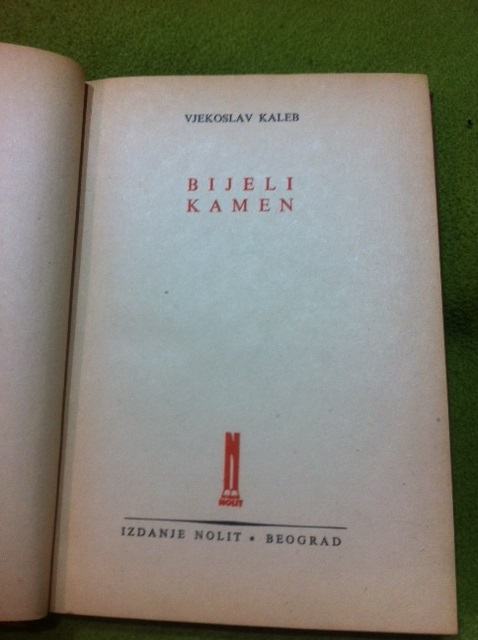 VJEKOSLAV KALEB
BIJELI
KAMEN
NOLIT
IZDANJE NOLIT • BEOGRAD